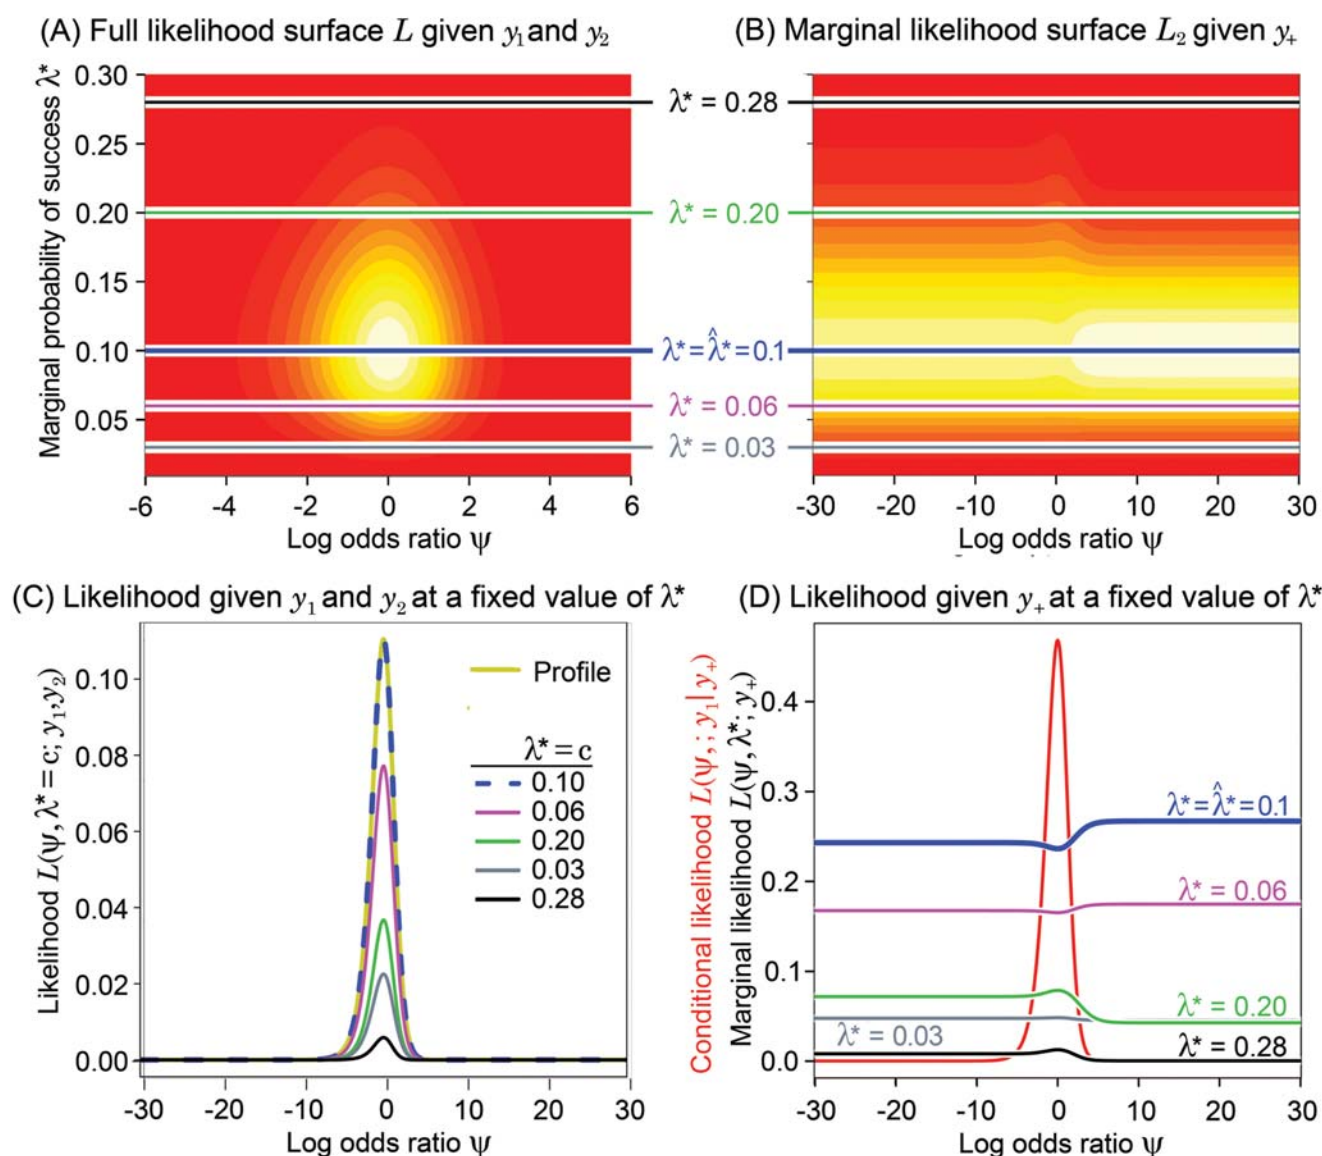 (A) Full likelihood surface L given y₁ and y₂
(B) Marginal likelihood surface L₂ given y₊
Marginal probability of success λ*
0.30
0.25
0.20
0.15
0.10
0.05
λ* = 0.28
λ* = 0.20
λ* = λ̂* = 0.1
λ* = 0.06
λ* = 0.03
-6 -4 -2 0 2 4 6
Log odds ratio ψ
-30 -20 -10 0 10 20 30
Log odds ratio ψ
(C) Likelihood given y₁ and y₂ at a fixed value of λ*
(D) Likelihood given y₊ at a fixed value of λ*
Likelihood L(ψ, λ* = c; y₁, y₂)
0.10
0.08
0.06
0.04
0.02
0.00
Profile
λ* = c
0.10
0.06
0.20
0.03
0.28
-30 -20 -10 0 10 20 30
Log odds ratio ψ
Conditional likelihood L(ψ, ; y₁| y₊)
Marginal likelihood L(ψ, λ*; y₊)
0.4
0.3
0.2
0.1
0.0
λ* = λ̂* = 0.1
λ* = 0.06
λ* = 0.20
λ* = 0.03
λ* = 0.28
-30 -20 -10 0 10 20 30
Log odds ratio ψ